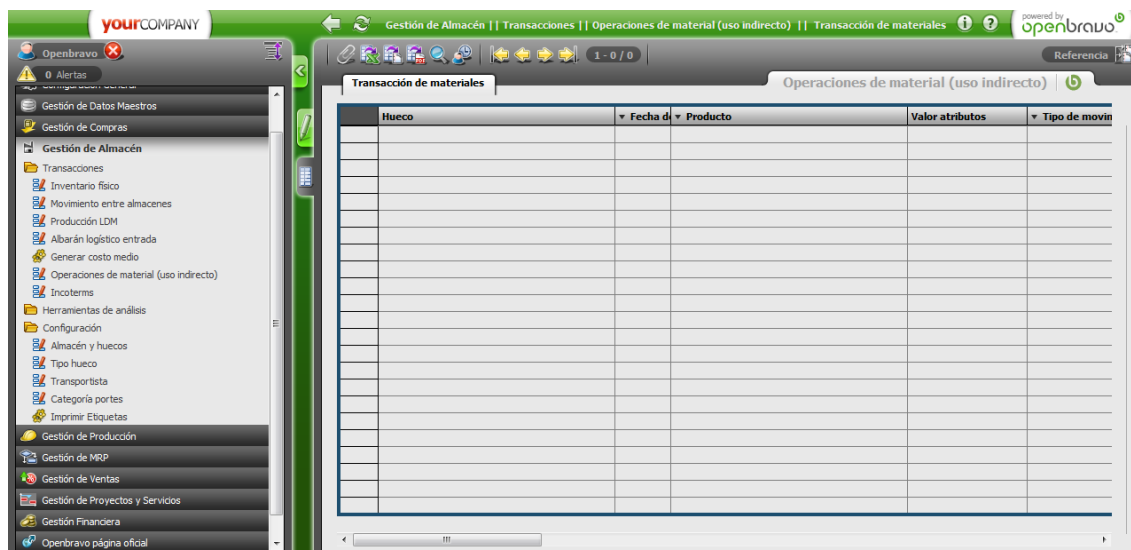 yourCOMPANY
Gestión de Almacén || Transacciones || Operaciones de material (uso indirecto) || Transacción de materiales
powered by
openbravo
Openbravo
0 Alertas
Configuración General
Gestión de Datos Maestros
Gestión de Compras
Gestión de Almacén
Transacciones
Inventario físico
Movimiento entre almacenes
Producción LDM
Albarán logístico entrada
Generar costo medio
Operaciones de material (uso indirecto)
Incoterms
Herramientas de análisis
Configuración
Almacén y huecos
Tipo hueco
Transportista
Categoría portes
Imprimir Etiquetas
Gestión de Producción
Gestión de MRP
Gestión de Ventas
Gestión de Proyectos y Servicios
Gestión Financiera
Openbravo página oficial
1 - 0 / 0
Referencia
Transacción de materiales
Operaciones de material (uso indirecto)
Hueco Fecha d Producto Valor atributos Tipo de movin